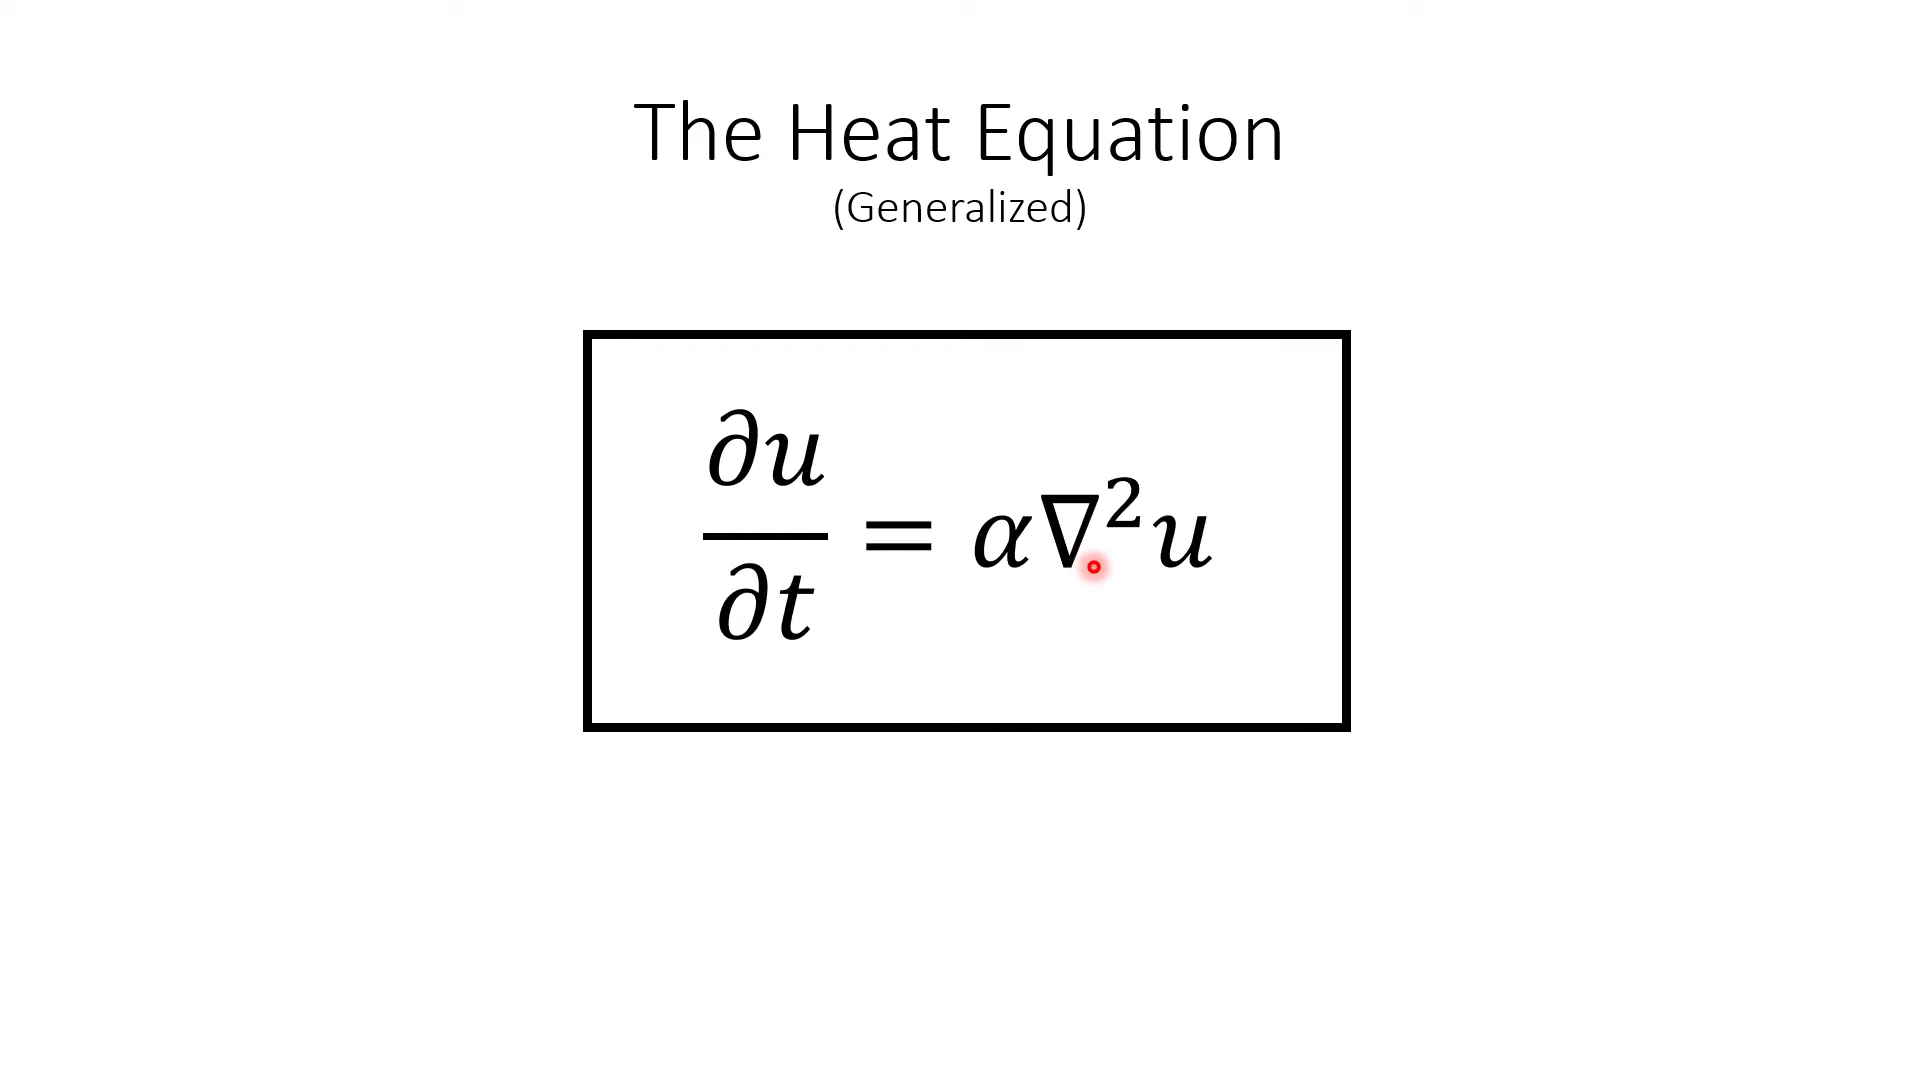 The Heat Equation
(Generalized)
∂u/∂t = α∇²u